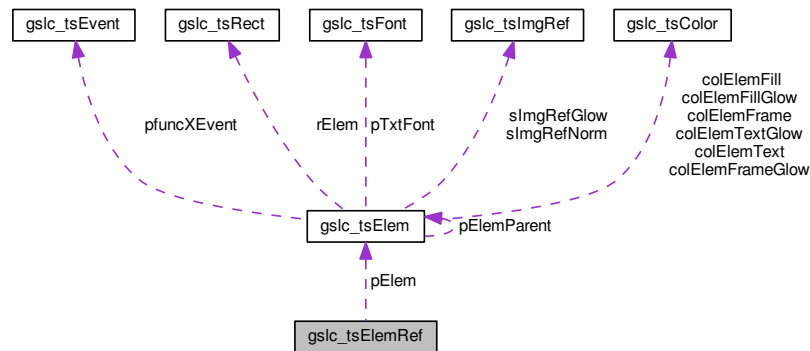 gslc_tsEvent
gslc_tsRect
gslc_tsFont
gslc_tsImgRef
gslc_tsColor
pfuncXEvent
rElem
pTxtFont
sImgRefGlow
sImgRefNorm
colElemFill
colElemFillGlow
colElemFrame
colElemTextGlow
colElemText
colElemFrameGlow
gslc_tsElem
pElemParent
pElem
gslc_tsElemRef